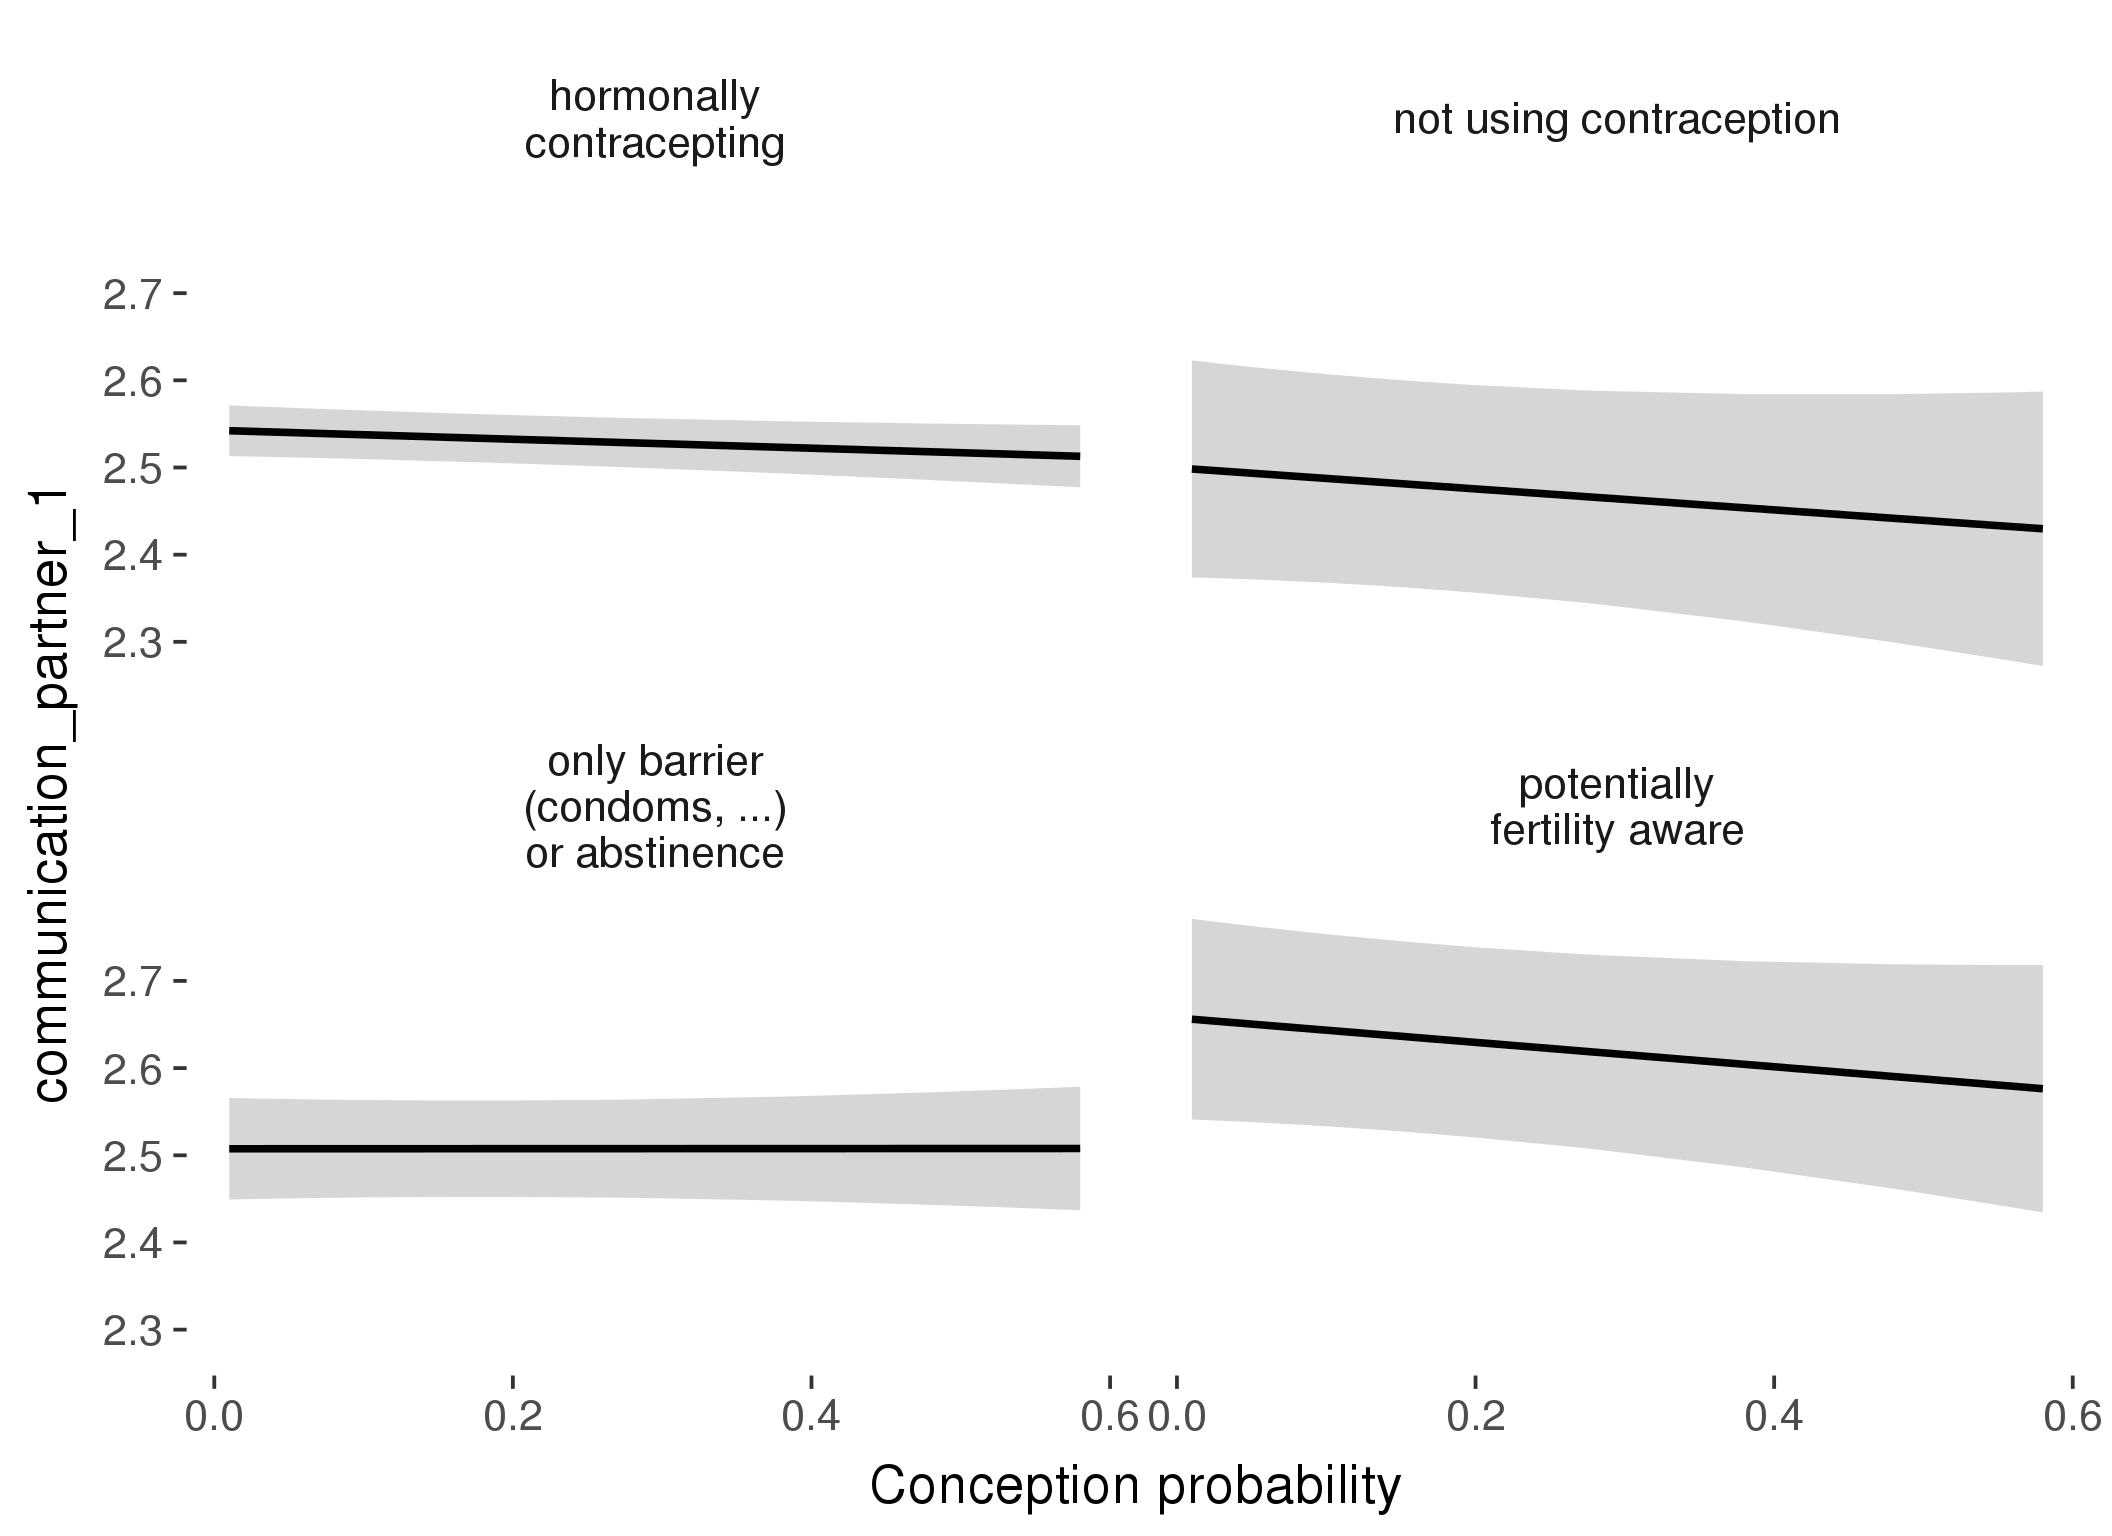 hormonally
contracepting
not using contraception
2.7
2.6
2.5
2.4
2.3
communication_partner_1
only barrier
(condoms, ...)
or abstinence
potentially
fertility aware
2.7
2.6
2.5
2.4
2.3
0.0 0.2 0.4 0.6 0.0 0.2 0.4 0.6
Conception probability